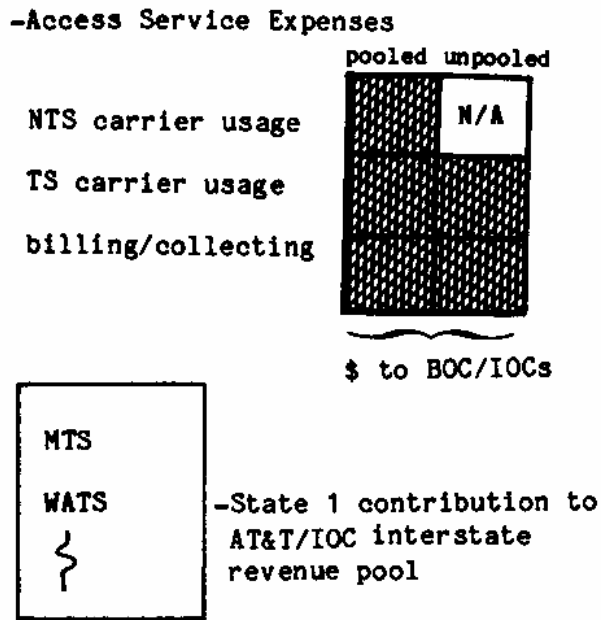 -Access Service Expenses
pooled unpooled
NTS carrier usage
N/A
TS carrier usage
billing/collecting
$ to BOC/IOCs
MTS
WATS
-State 1 contribution to
AT&T/IOC interstate
revenue pool